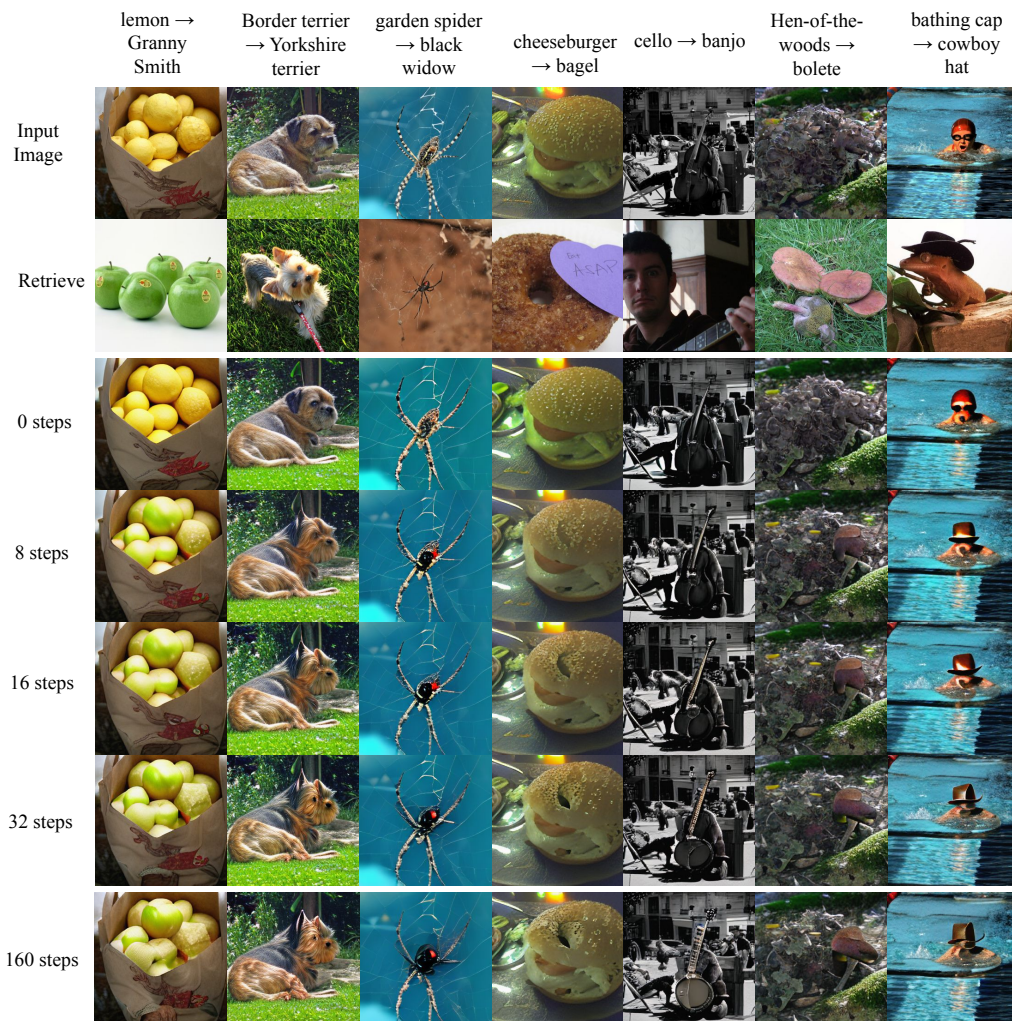 lemon →
Granny
Smith
Border terrier
→ Yorkshire
terrier
garden spider
→ black
widow
cheeseburger
→ bagel
cello → banjo
Hen-of-the-
woods →
bolete
bathing cap
→ cowboy
hat
Input
Image
Retrieve
ASAP
0 steps
8 steps
16 steps
32 steps
160 steps